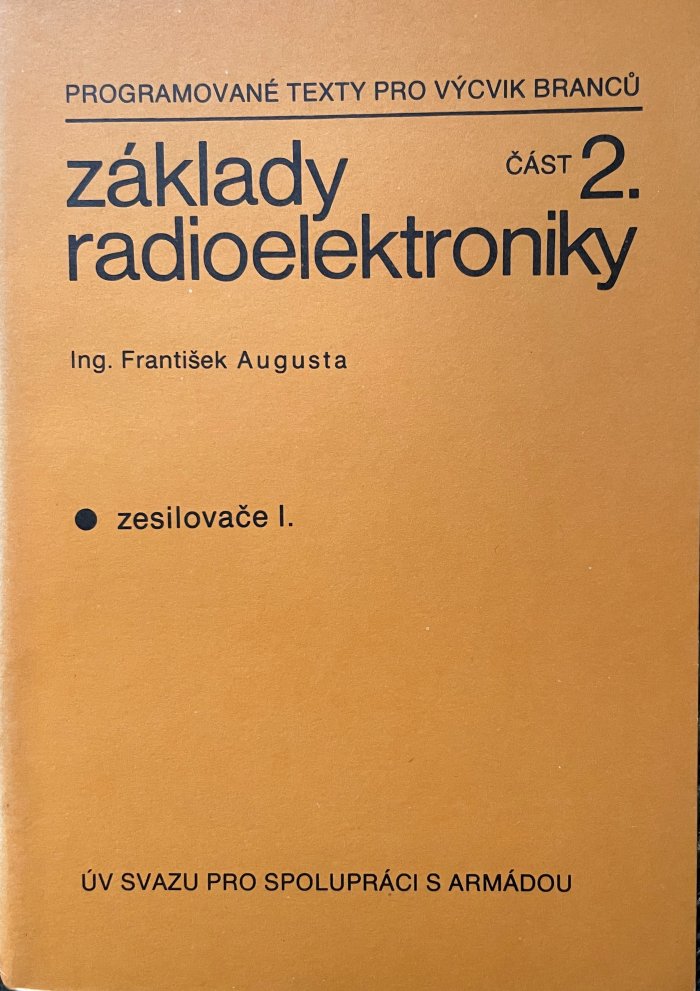 PROGRAMOVANÉ TEXTY PRO VÝCVIK BRANCŮ
základy ČÁST 2.
radioelektroniky
Ing. František Augusta
● zesilovače I.
ÚV SVAZU PRO SPOLUPRÁCI S ARMÁDOU